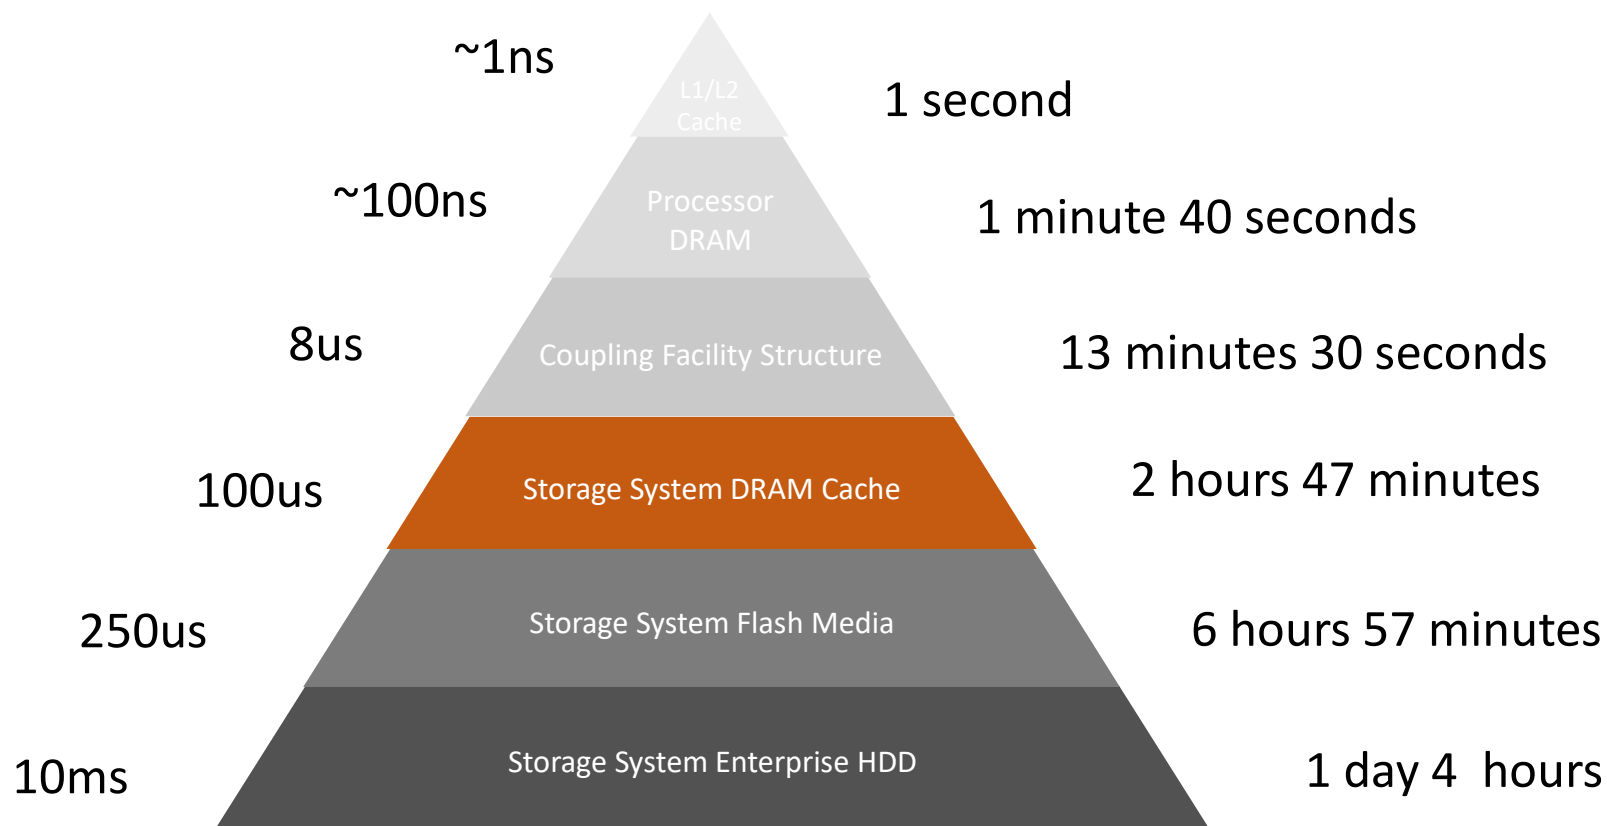 ~1ns
L1/L2
Cache
1 second
~100ns
Processor
DRAM
1 minute 40 seconds
8us
Coupling Facility Structure
13 minutes 30 seconds
100us
Storage System DRAM Cache
2 hours 47 minutes
250us
Storage System Flash Media
6 hours 57 minutes
10ms
Storage System Enterprise HDD
1 day 4  hours